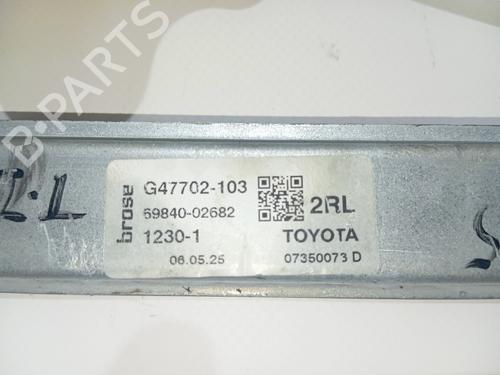 B-PARTS
brose
G47702-103
69840-02682
2RL
1230-1
TOYOTA
06.05.25
07350073 D